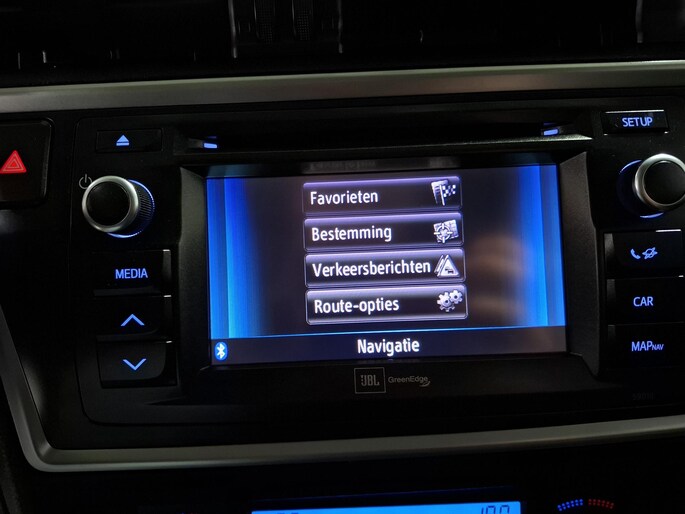 SETUP
MEDIA
Favorieten
Bestemming
Verkeersberichten
Route-opties
Navigatie
CAR
MAP NAV
JBL GreenEdge